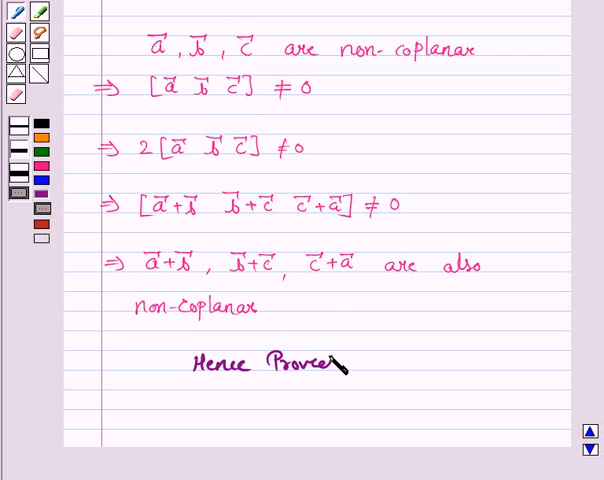 a⃗ , b⃗ , c⃗ are non-coplanar
⇒ [a⃗ b⃗ c⃗] ≠ 0
⇒ 2[a⃗ b⃗ c⃗] ≠ 0
⇒ [a⃗+b⃗ b⃗+c⃗ c⃗+a⃗] ≠ 0
⇒ a⃗+b⃗ , b⃗+c⃗ , c⃗+a⃗ are also
non-coplanar
Hence Proved